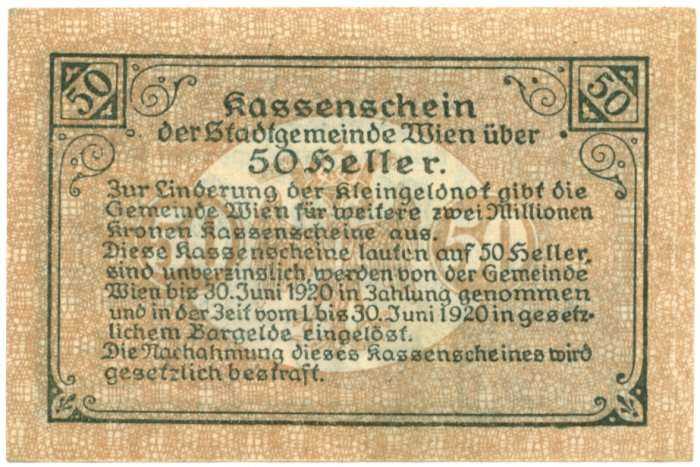 50
50
Kassenschein
der Stadtgemeinde Wien über
50 Heller.
Zur Linderung der Kleingeldnot gibt die
Gemeinde Wien für weitere zwei Millionen
Kronen Kassenscheine aus.
Diese Kassenscheine lauten auf 50 Heller,
sind unverzinslich, werden von der Gemeinde
Wien bis 30. Juni 1920 in Zahlung genommen
und in der Zeit vom 1. bis 30. Juni 1920 in gesetz-
lichem Bargelde eingelöst.
Die Nachahmung dieses Kassenscheines wird
gesetzlich bestraft.
50
50